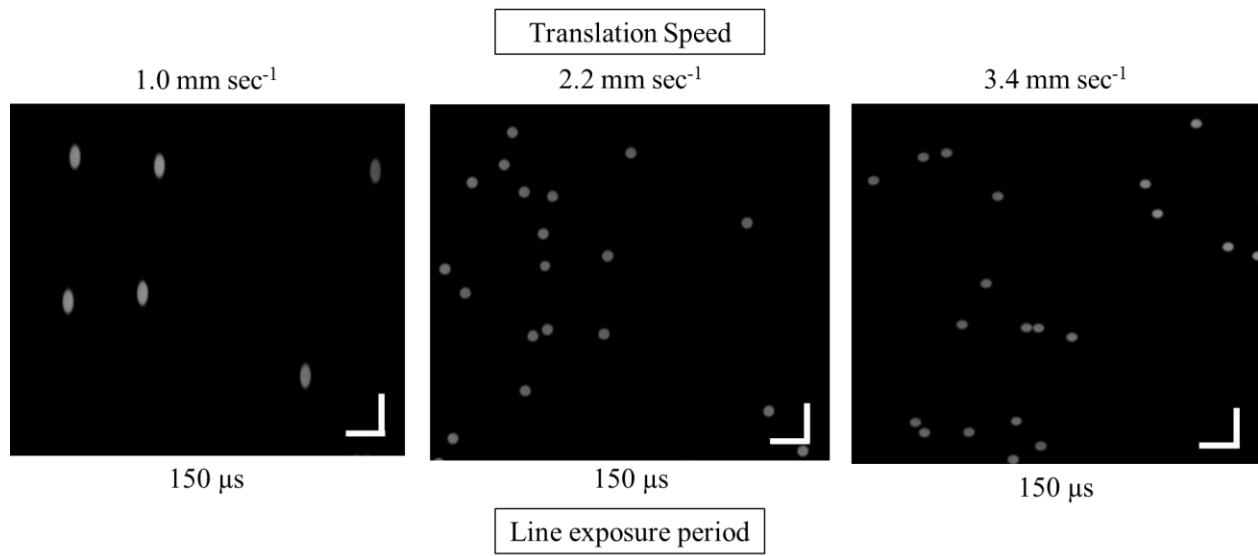 Translation Speed
1.0 mm sec⁻¹ 2.2 mm sec⁻¹ 3.4 mm sec⁻¹
150 μs 150 μs 150 μs
Line exposure period